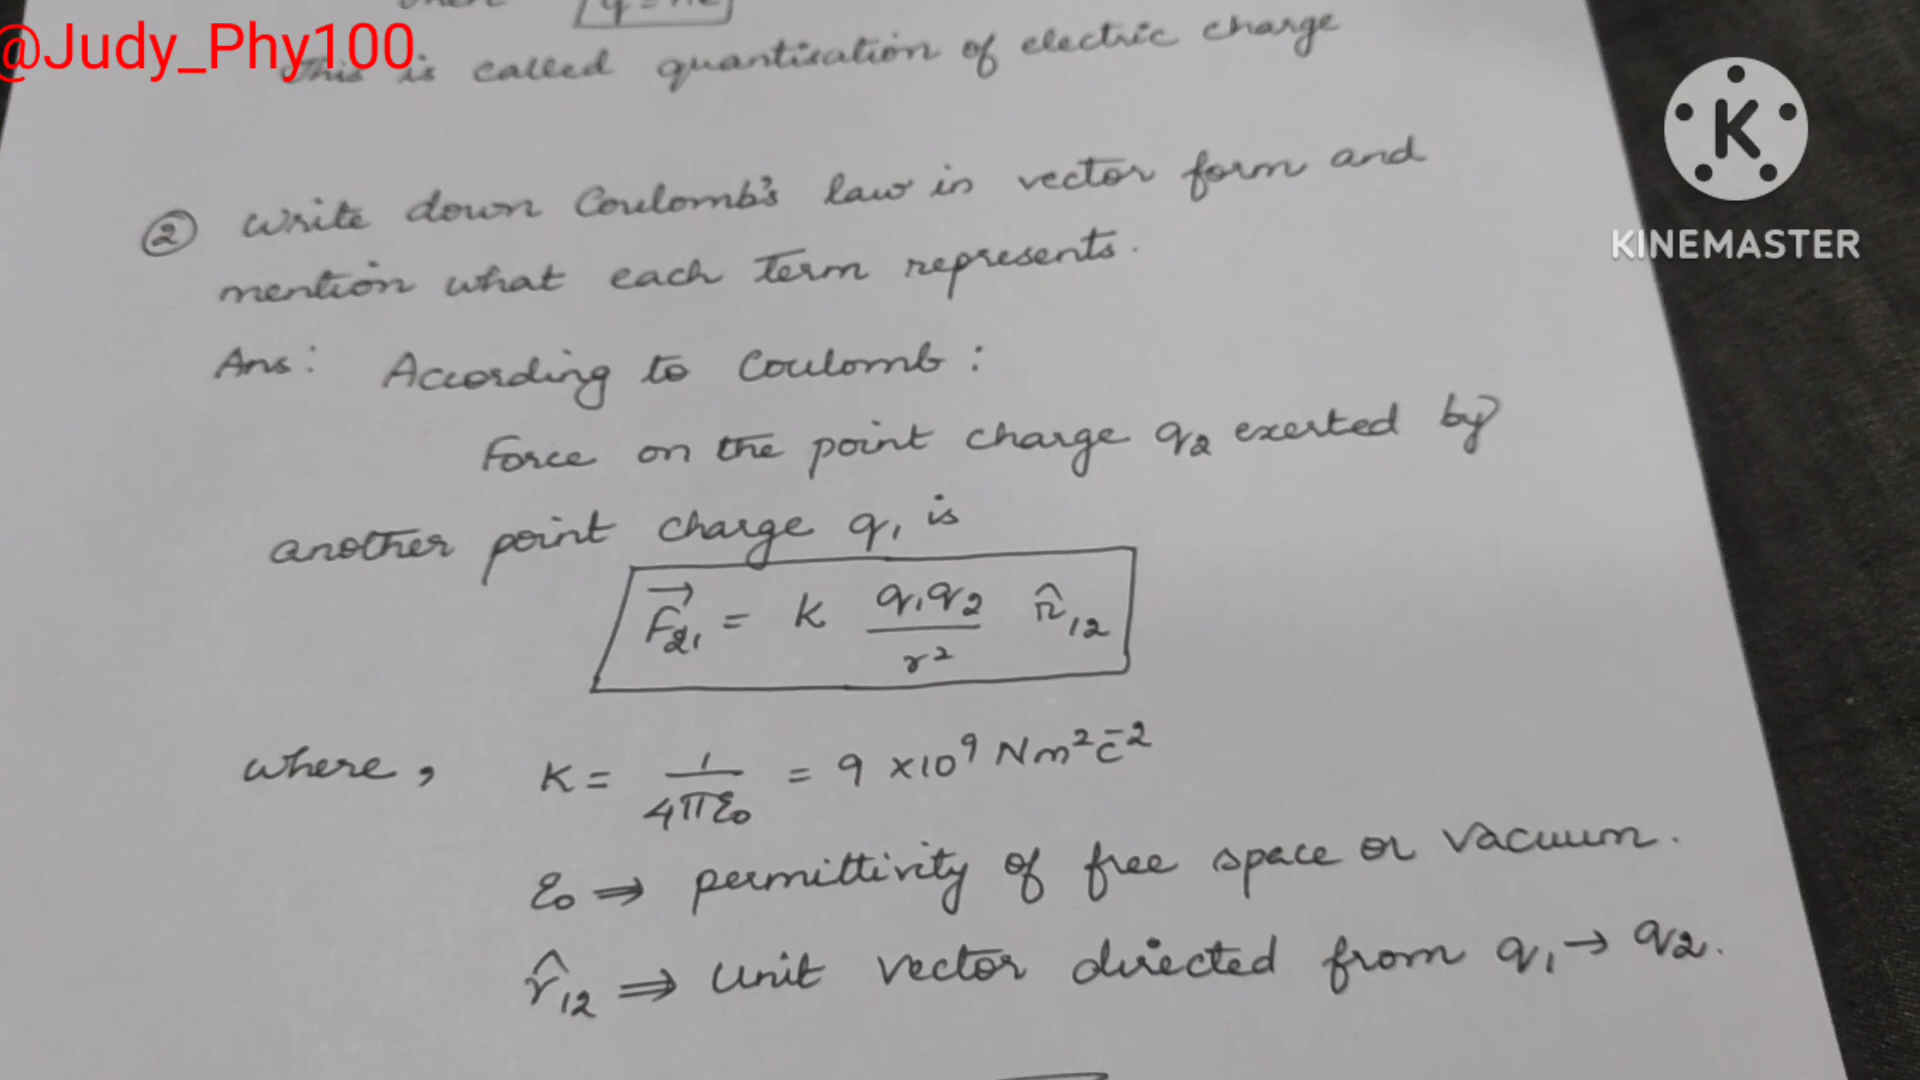 @Judy_Phy100
This is called quantisation of electric charge
KINEMASTER
② Write down Coulomb's law in vector form and
mention what each term represents.
Ans: According to Coulomb:
Force on the point charge q₂ exerted by
another point charge q₁ is
F⃗₂₁ = k q₁q₂ / r² r̂₁₂
where, K = 1 / 4πε₀ = 9 × 10⁹ Nm²C⁻²
ε₀ ⇒ permittivity of free space or vacuum.
r̂₁₂ ⇒ unit vector directed from q₁ → q₂.